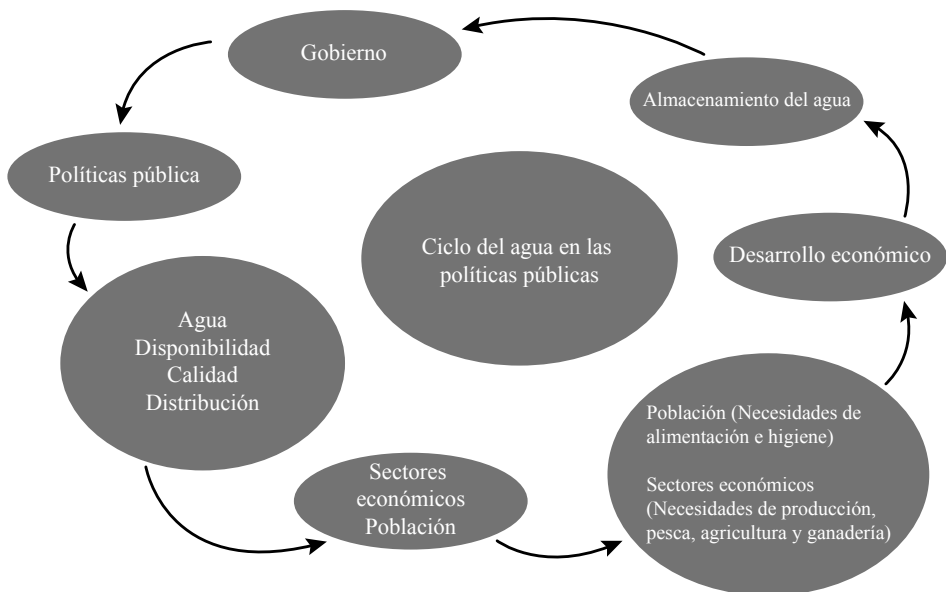 Gobierno
Almacenamiento del agua
Políticas pública
Ciclo del agua en las
políticas públicas
Desarrollo económico
Agua
Disponibilidad
Calidad
Distribución
Sectores
económicos
Población
Población (Necesidades de
alimentación e higiene)
Sectores económicos
(Necesidades de producción,
pesca, agricultura y ganadería)